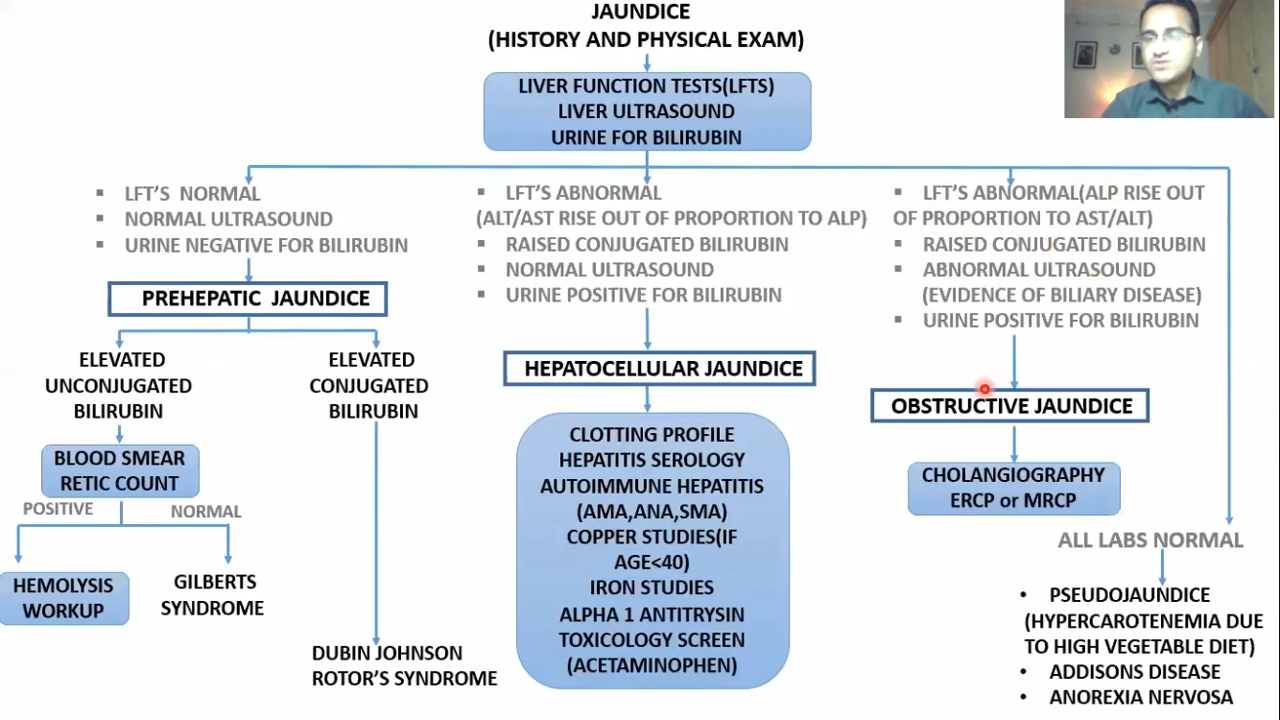 JAUNDICE
(HISTORY AND PHYSICAL EXAM)
LIVER FUNCTION TESTS(LFTS)
LIVER ULTRASOUND
URINE FOR BILIRUBIN
▪ LFT'S NORMAL
▪ NORMAL ULTRASOUND
▪ URINE NEGATIVE FOR BILIRUBIN
PREHEPATIC JAUNDICE
ELEVATED
UNCONJUGATED
BILIRUBIN
BLOOD SMEAR
RETIC COUNT
POSITIVE
NORMAL
HEMOLYSIS
WORKUP
GILBERTS
SYNDROME
ELEVATED
CONJUGATED
BILIRUBIN
DUBIN JOHNSON
ROTOR'S SYNDROME
▪ LFT'S ABNORMAL
(ALT/AST RISE OUT OF PROPORTION TO ALP)
▪ RAISED CONJUGATED BILIRUBIN
▪ NORMAL ULTRASOUND
▪ URINE POSITIVE FOR BILIRUBIN
HEPATOCELLULAR JAUNDICE
CLOTTING PROFILE
HEPATITIS SEROLOGY
AUTOIMMUNE HEPATITIS
(AMA,ANA,SMA)
COPPER STUDIES(IF
AGE<40)
IRON STUDIES
ALPHA 1 ANTITRYSIN
TOXICOLOGY SCREEN
(ACETAMINOPHEN)
▪ LFT'S ABNORMAL(ALP RISE OUT
OF PROPORTION TO AST/ALT)
▪ RAISED CONJUGATED BILIRUBIN
▪ ABNORMAL ULTRASOUND
(EVIDENCE OF BILIARY DISEASE)
▪ URINE POSITIVE FOR BILIRUBIN
OBSTRUCTIVE JAUNDICE
CHOLANGIOGRAPHY
ERCP or MRCP
ALL LABS NORMAL
• PSEUDOJAUNDICE
(HYPERCAROTENEMIA DUE
TO HIGH VEGETABLE DIET)
• ADDISONS DISEASE
• ANOREXIA NERVOSA